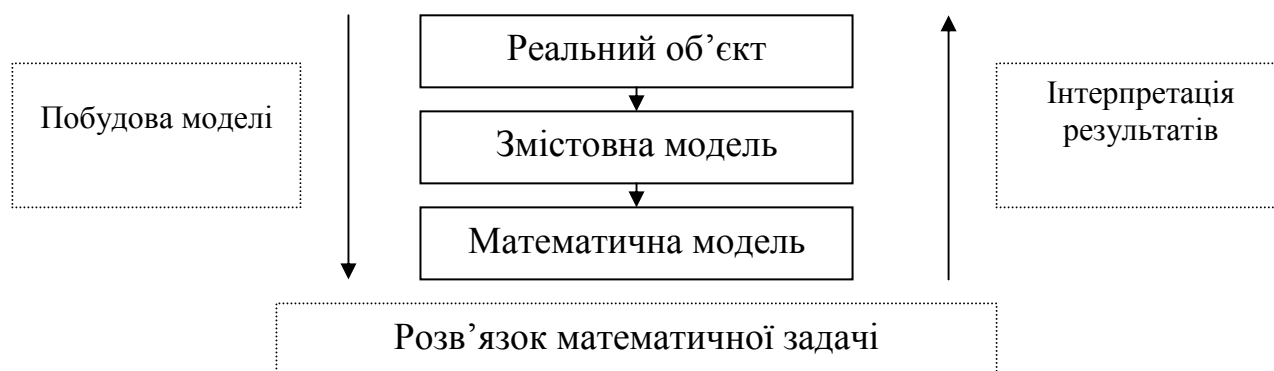 Реальний об’єкт
Побудова моделі
Інтерпретація
результатів
Змістовна модель
Математична модель
Розв’язок математичної задачі